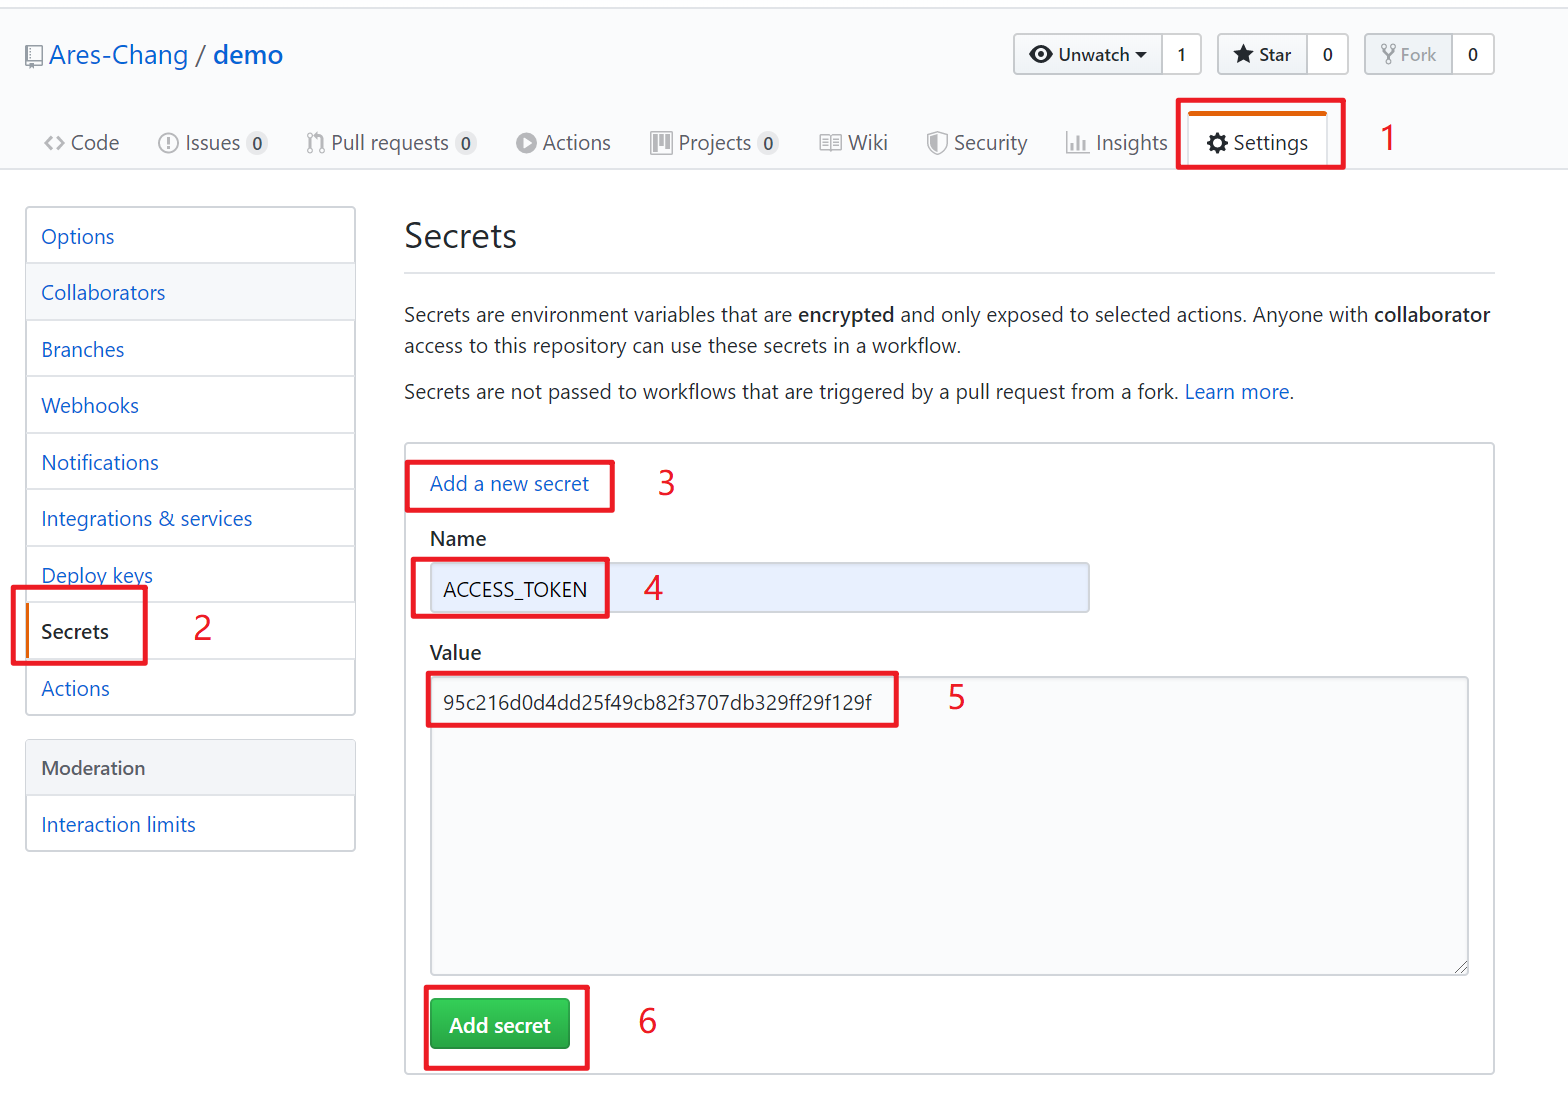 Ares-Chang / demo
Unwatch 1 Star 0 Fork 0
Code Issues 0 Pull requests 0 Actions Projects 0 Wiki Security Insights Settings 1
Options
Collaborators
Branches
Webhooks
Notifications
Integrations & services
Deploy keys
Secrets 2
Actions
Moderation
Interaction limits
Secrets
Secrets are environment variables that are encrypted and only exposed to selected actions. Anyone with collaborator
access to this repository can use these secrets in a workflow.
Secrets are not passed to workflows that are triggered by a pull request from a fork. Learn more.
Add a new secret 3
Name
ACCESS_TOKEN 4
Value
95c216d0d4dd25f49cb82f3707db329ff29f129f 5
Add secret 6